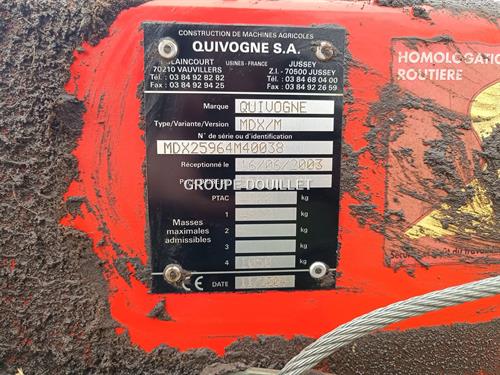 CONSTRUCTION DE MACHINES AGRICOLES
QUIVOGNE S.A.
USINES - FRANCE JUSSEY
70210 VAUVILLERS Z.I. - 70500 JUSSEY
Tél. : 03 84 92 82 82 Tél. : 03 84 68 04 00
Fax : 03 84 92 94 25 Fax : 03 84 92 26 59
Marque QUIVOGNE
Type/Variante/Version MDX/M
N° de série ou d'identification
MDX25964M40038
Réceptionné le 16/06/2003
GROUPE DOUILLET
PTAC kg
Masses maximales admissibles
1 kg
2 kg
3 kg
4 kg
CE DATE
HOMOLOGATION
ROUTIERE